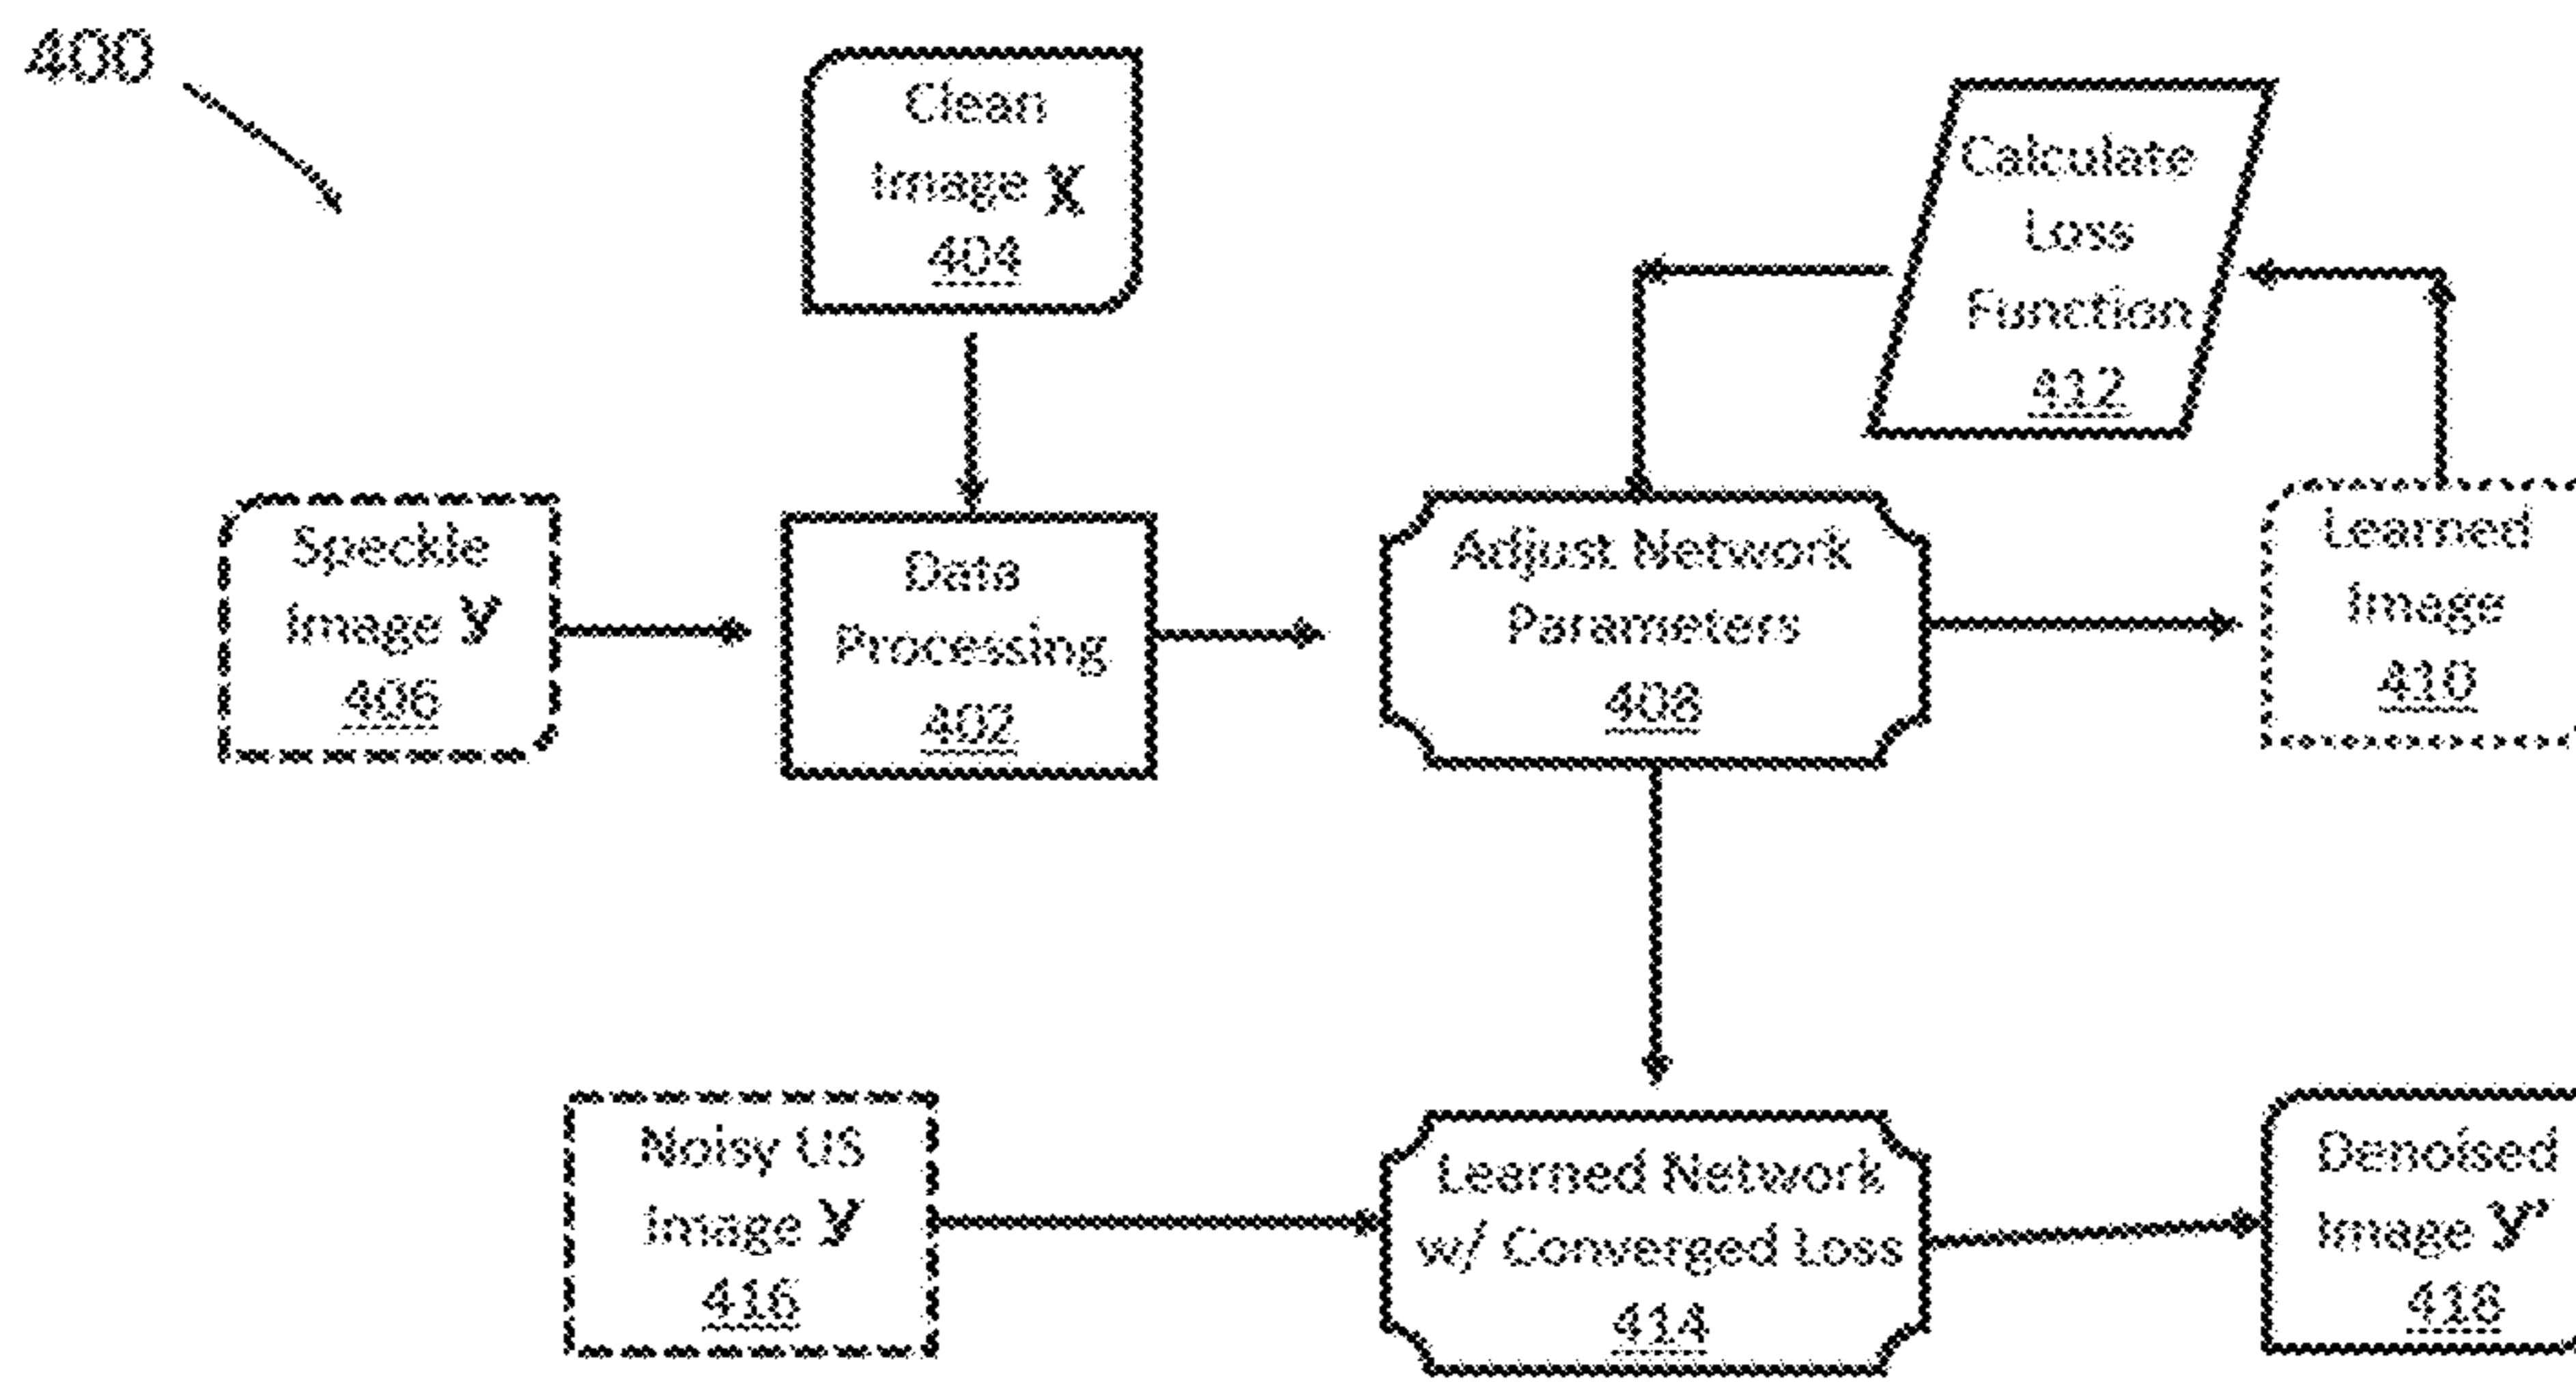 400
Clean
Image X
404
Calculate
Loss
Function
412
Speckle
Image y
406
Data
Processing
402
Adjust Network
Parameters
408
Learned
Image
410
Noisy US
Image y
416
Learned Network
w/ Converged Loss
414
Denoised
Image y'
418